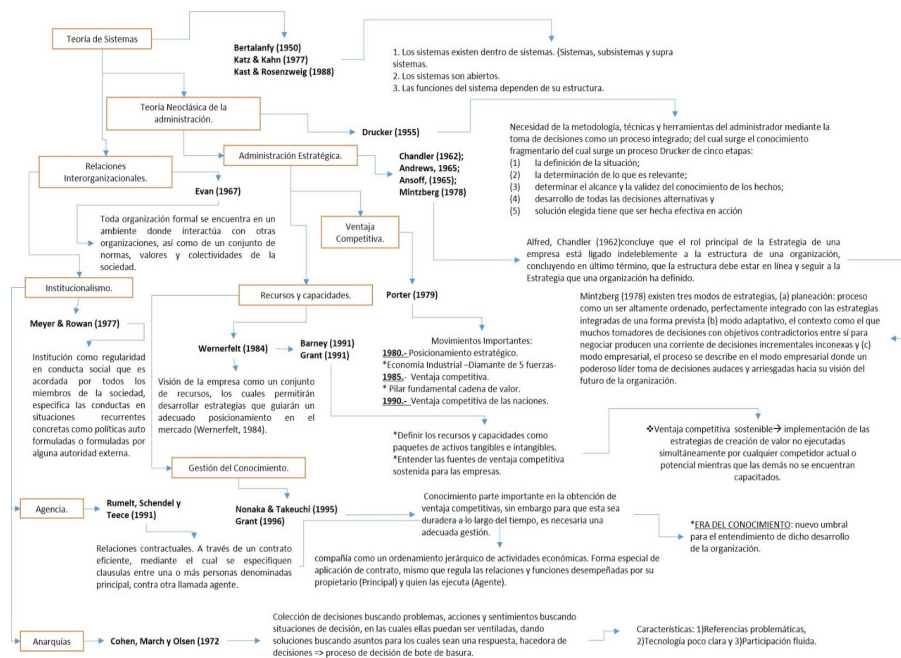 Teoría de Sistemas
Bertalanfy (1950)
Katz & Kahn (1977)
Kast & Rosenzweig (1988)
1. Los sistemas existen dentro de sistemas. (Sistemas, subsistemas y supra
sistemas.
2. Los sistemas son abiertos.
3. Las funciones del sistema dependen de su estructura.
Teoría Neoclásica de la
administración.
Drucker (1955)
Necesidad de la metodología, técnicas y herramientas del administrador mediante la
toma de decisiones como un proceso integrado; del cual surge el conocimiento
fragmentario del cual surge un proceso Drucker de cinco etapas:
(1) la definición de la situación;
(2) la determinación de lo que es relevante;
(3) determinar el alcance y la validez del conocimiento de los hechos;
(4) desarrollo de todas las decisiones alternativas y
(5) solución elegida tiene que ser hecha efectiva en acción
Administración Estratégica.
Chandler (1962);
Andrews, 1965;
Ansoff, (1965);
Mintzberg (1978)
Relaciones
Interorganizacionales.
Evan (1967)
Toda organización formal se encuentra en un
ambiente donde interactúa con otras
organizaciones, así como de un conjunto de
normas, valores y colectividades de la
sociedad.
Ventaja
Competitiva.
Alfred, Chandler (1962)concluye que el rol principal de la Estrategia de una
empresa está ligado indeleblemente a la estructura de una organización,
concluyendo en último término, que la estructura debe estar en línea y seguir a la
Estrategia que una organización ha definido.
Institucionalismo.
Recursos y capacidades.
Porter (1979)
Mintzberg (1978) existen tres modos de estrategias, (a) planeación: proceso
como un ser altamente ordenado, perfectamente integrado con las estrategias
integradas de una forma prevista (b) modo adaptativo, el contexto como el que
muchos tomadores de decisiones con objetivos contradictorios entre sí para
negociar producen una corriente de decisiones incrementales inconexas y (c)
modo empresarial, el proceso se describe en el modo empresarial donde un
poderoso líder toma de decisiones audaces y arriesgadas hacia su visión del
futuro de la organización.
Meyer & Rowan (1977)
Institución como regularidad
en conducta social que es
acordada por todos los
miembros de la sociedad,
especifica las conductas en
situaciones recurrentes
concretas como políticas auto
formuladas o formuladas por
alguna autoridad externa.
Wernerfelt (1984)
Barney (1991)
Grant (1991)
Visión de la empresa como un conjunto
de recursos, los cuales permitirán
desarrollar estrategias que guiarán un
adecuado posicionamiento en el
mercado (Wernerfelt, 1984).
Movimientos Importantes:
1980.- Posicionamiento estratégico.
*Economía Industrial –Diamante de 5 fuerzas-
1985.- Ventaja competitiva.
* Pilar fundamental cadena de valor.
1990.- Ventaja competitiva de las naciones.
*Definir los recursos y capacidades como
paquetes de activos tangibles e intangibles.
*Entender las fuentes de ventaja competitiva
sostenida para las empresas.
❖Ventaja competitiva sostenible→ implementación de las
estrategias de creación de valor no ejecutadas
simultáneamente por cualquier competidor actual o
potencial mientras que las demás no se encuentran
capacitados.
Gestión del Conocimiento.
Nonaka & Takeuchi (1995)
Grant (1996)
Conocimiento parte importante en la obtención de
ventaja competitivas, sin embargo para que esta sea
duradera a lo largo del tiempo, es necesaria una
adecuada gestión.
*ERA DEL CONOCIMIENTO: nuevo umbral
para el entendimiento de dicho desarrollo
de la organización.
Agencia.
Rumelt, Schendel y
Teece (1991)
Relaciones contractuales. A través de un contrato
eficiente, mediante el cual se especifiquen
clausulas entre una o más personas denominadas
principal, contra otra llamada agente.
compañía como un ordenamiento jerárquico de actividades económicas. Forma especial de
aplicación de contrato, mismo que regula las relaciones y funciones desempeñadas por su
propietario (Principal) y quien las ejecuta (Agente).
Anarquías
Cohen, March y Olsen (1972
Colección de decisiones buscando problemas, acciones y sentimientos buscando
situaciones de decisión, en las cuales ellas puedan ser ventiladas, dando
soluciones buscando asuntos para los cuales sean una respuesta, hacedora de
decisiones => proceso de decisión de bote de basura.
Características: 1)Referencias problemáticas,
2)Tecnología poco clara y 3)Participación fluida.